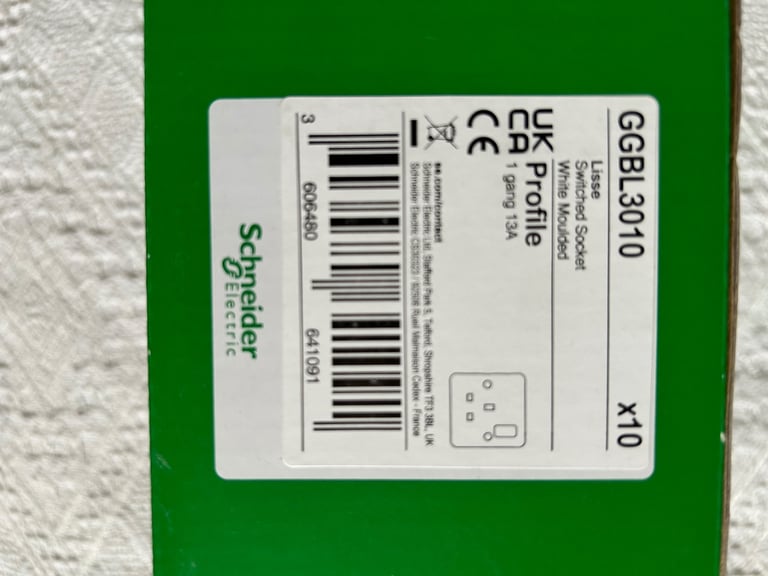 GGBL3010 x10
Lisse
Switched Socket
White Moulded
Profile
1 gang 13A
UK
CA
CE
se.com/contact
Schneider Electric Ltd, Stafford Park 5, Telford, Shropshire TF3 3BL, UK
Schneider Electric CS30323 / 92506 Rueil Malmaison Cedex - France
3 606480 641091
Schneider
Electric